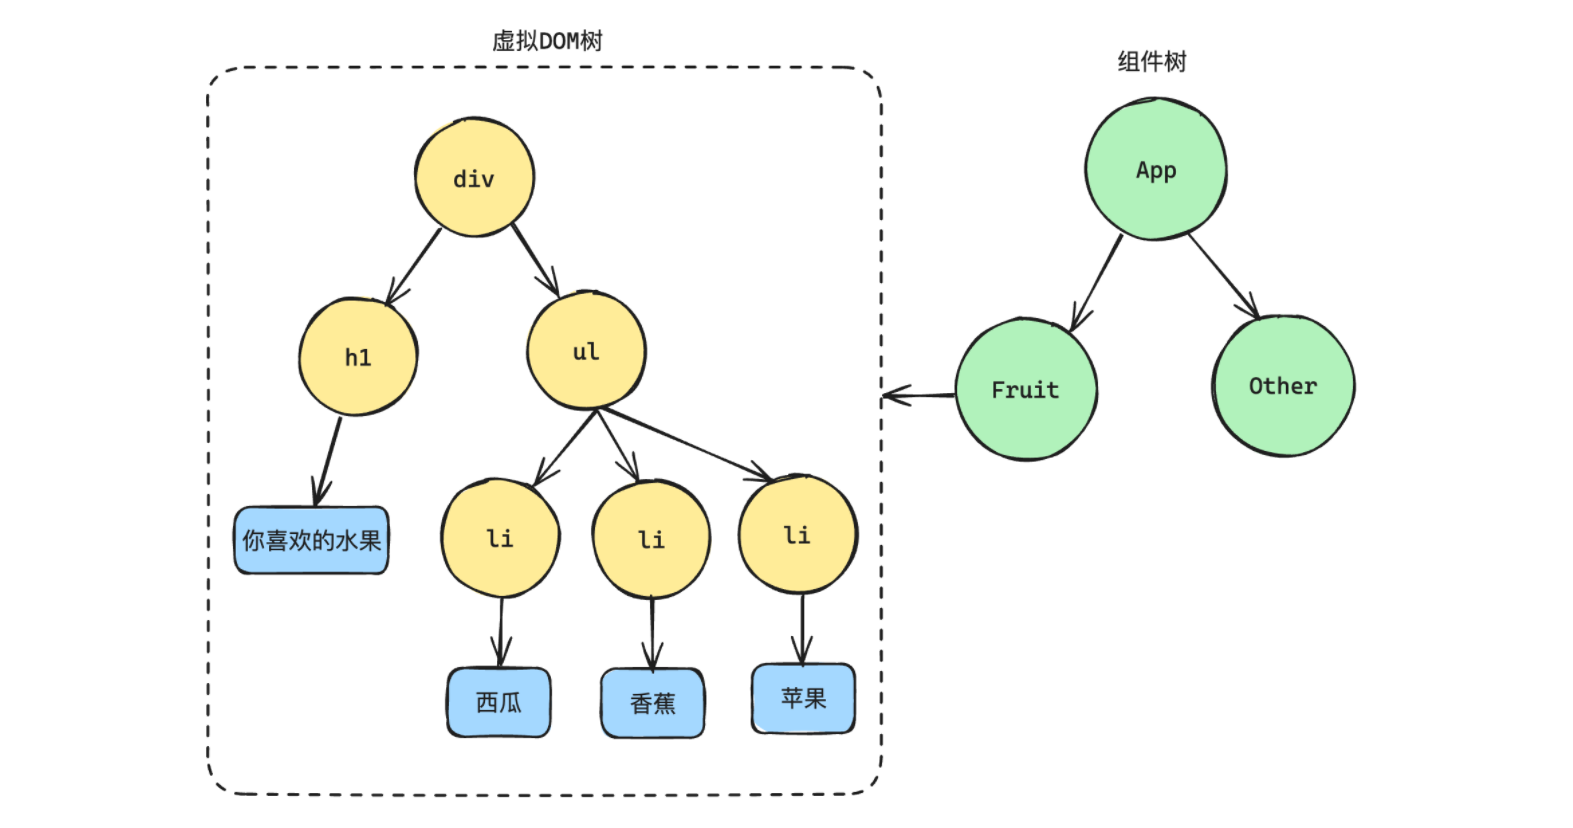 虚拟DOM树
组件树
div
App
h1
ul
Fruit
Other
li
li
li
你喜欢的水果
西瓜
香蕉
苹果